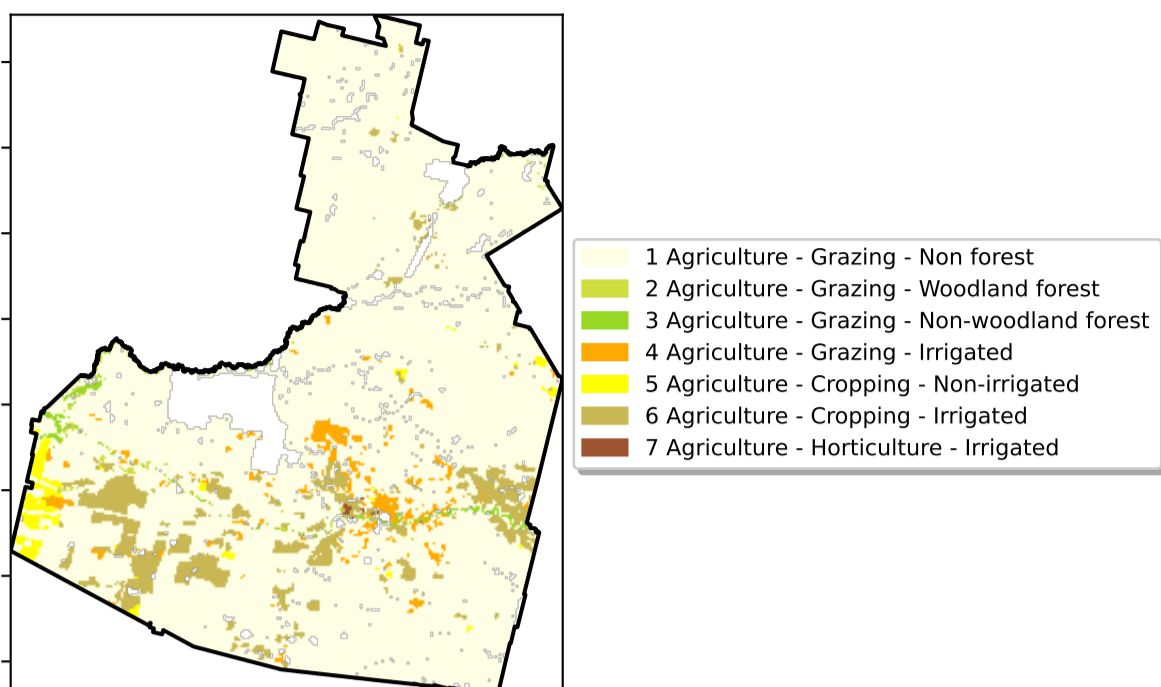 1 Agriculture - Grazing - Non forest
2 Agriculture - Grazing - Woodland forest
3 Agriculture - Grazing - Non-woodland forest
4 Agriculture - Grazing - Irrigated
5 Agriculture - Cropping - Non-irrigated
6 Agriculture - Cropping - Irrigated
7 Agriculture - Horticulture - Irrigated